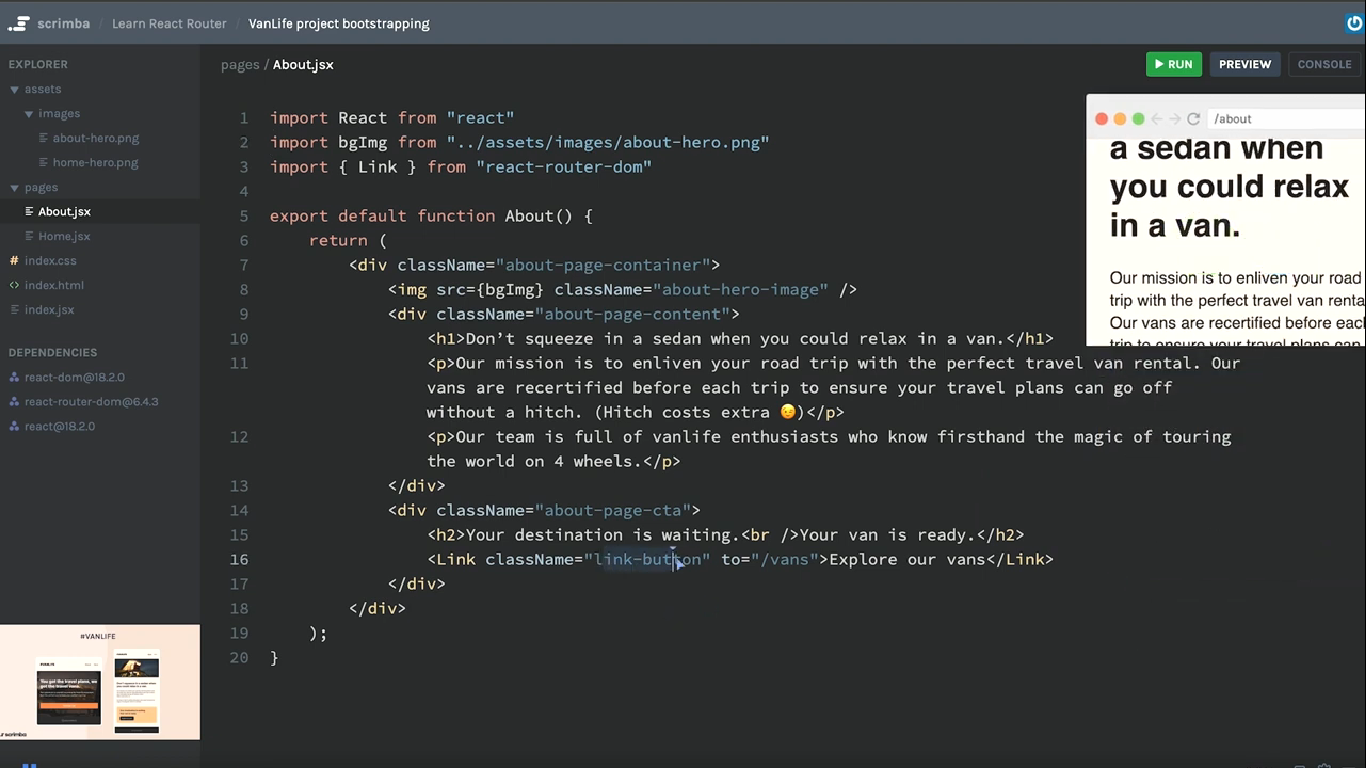 scrimba / Learn React Router / VanLife project bootstrapping
EXPLORER
assets
images
about-hero.png
home-hero.png
pages
About.jsx
Home.jsx
# index.css
<> index.html
index.jsx
DEPENDENCIES
react-dom@18.2.0
react-router-dom@6.4.3
react@18.2.0
#VANLIFE
pages / About.jsx
RUN
PREVIEW
CONSOLE
1 import React from "react"
2 import bgImg from "../assets/images/about-hero.png"
3 import { Link } from "react-router-dom"
4
5 export default function About() {
6 return (
7 <div className="about-page-container">
8 <img src={bgImg} className="about-hero-image" />
9 <div className="about-page-content">
10 <h1>Don’t squeeze in a sedan when you could relax in a van.</h1>
11 <p>Our mission is to enliven your road trip with the perfect travel van rental. Our
vans are recertified before each trip to ensure your travel plans can go off
without a hitch. (Hitch costs extra 😉)</p>
12 <p>Our team is full of vanlife enthusiasts who know firsthand the magic of touring
the world on 4 wheels.</p>
13 </div>
14 <div className="about-page-cta">
15 <h2>Your destination is waiting.<br />Your van is ready.</h2>
16 <Link className="link-button" to="/vans">Explore our vans</Link>
17 </div>
18 </div>
19 );
20 }
/about
a sedan when
you could relax
in a van.
Our mission is to enliven your road
trip with the perfect travel van renta
Our vans are recertified before each
trip to ensure your travel plans can